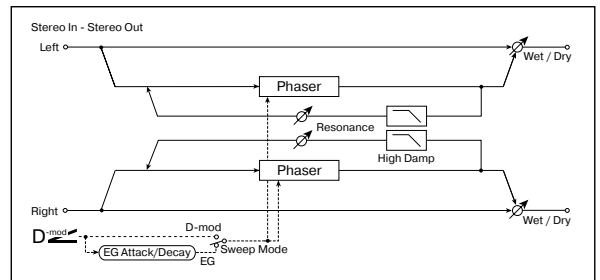 Stereo In - Stereo Out
Left
Wet / Dry
Phaser
Resonance
High Damp
Phaser
Right
Wet / Dry
D-mod
D-mod
EG Attack/Decay
EG
Sweep Mode